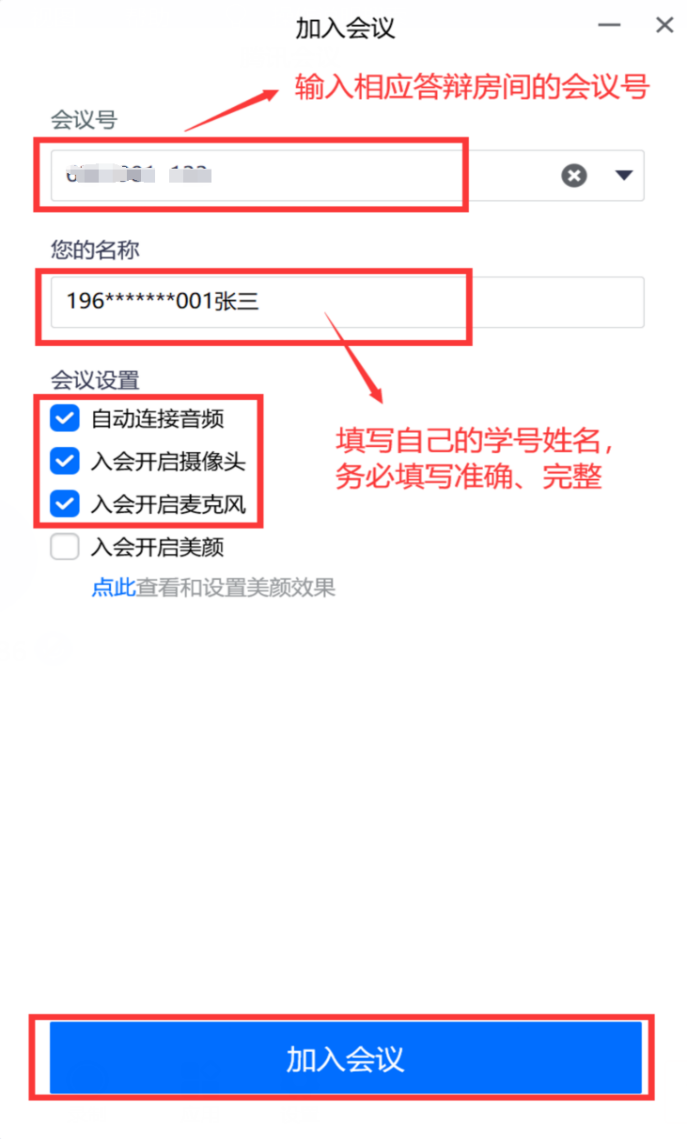 加入会议
输入相应答辩房间的会议号
会议号
您的名称
196*******001张三
会议设置
自动连接音频
入会开启摄像头
填写自己的学号姓名，
务必填写准确、完整
入会开启麦克风
入会开启美颜
点此查看和设置美颜效果
加入会议